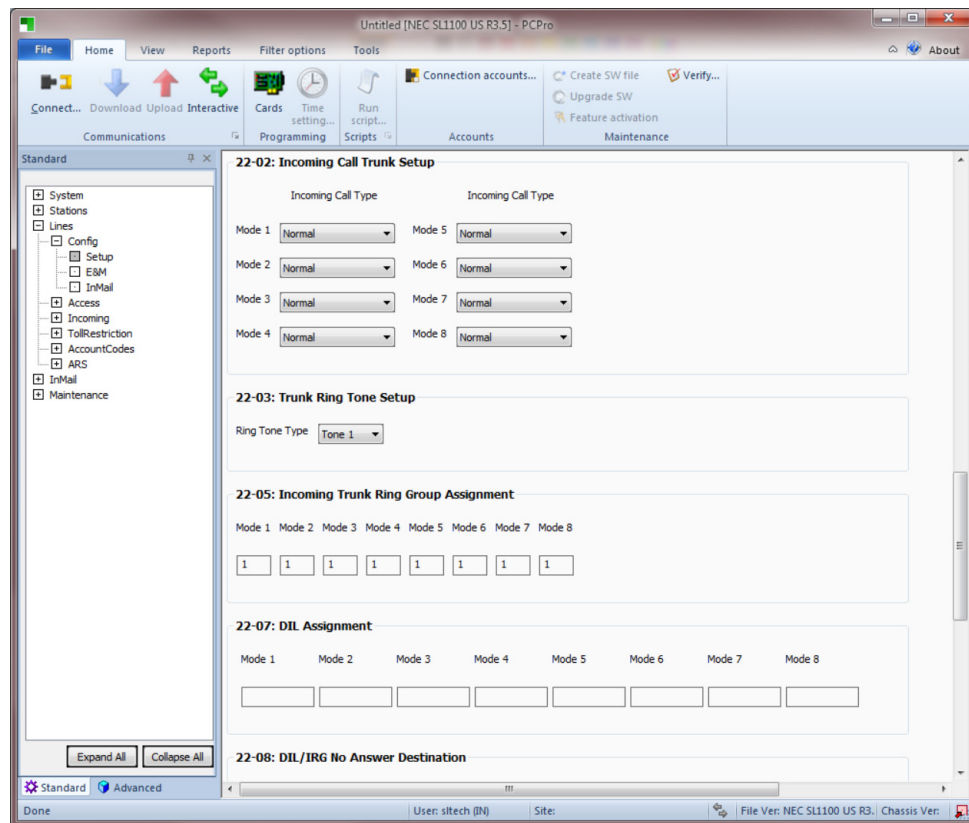 Untitled [NEC SL1100 US R3.5] - PCPro
File Home View Reports Filter options Tools About
Connect... Download Upload Interactive
Communications
Cards Time setting...
Programming
Run script...
Scripts
Connection accounts...
Accounts
Create SW file Verify...
Upgrade SW
Feature activation
Maintenance
Standard
System
Stations
Lines
Config
Setup
E&M
InMail
Access
Incoming
TollRestriction
AccountCodes
ARS
InMail
Maintenance
Expand All Collapse All
Standard Advanced
22-02: Incoming Call Trunk Setup
Incoming Call Type Incoming Call Type
Mode 1 Normal Mode 5 Normal
Mode 2 Normal Mode 6 Normal
Mode 3 Normal Mode 7 Normal
Mode 4 Normal Mode 8 Normal
22-03: Trunk Ring Tone Setup
Ring Tone Type Tone 1
22-05: Incoming Trunk Ring Group Assignment
Mode 1 Mode 2 Mode 3 Mode 4 Mode 5 Mode 6 Mode 7 Mode 8
1 1 1 1 1 1 1 1
22-07: DIL Assignment
Mode 1 Mode 2 Mode 3 Mode 4 Mode 5 Mode 6 Mode 7 Mode 8
22-08: DIL/IRG No Answer Destination
Done User: sltech (IN) Site: File Ver: NEC SL1100 US R3. Chassis Ver: